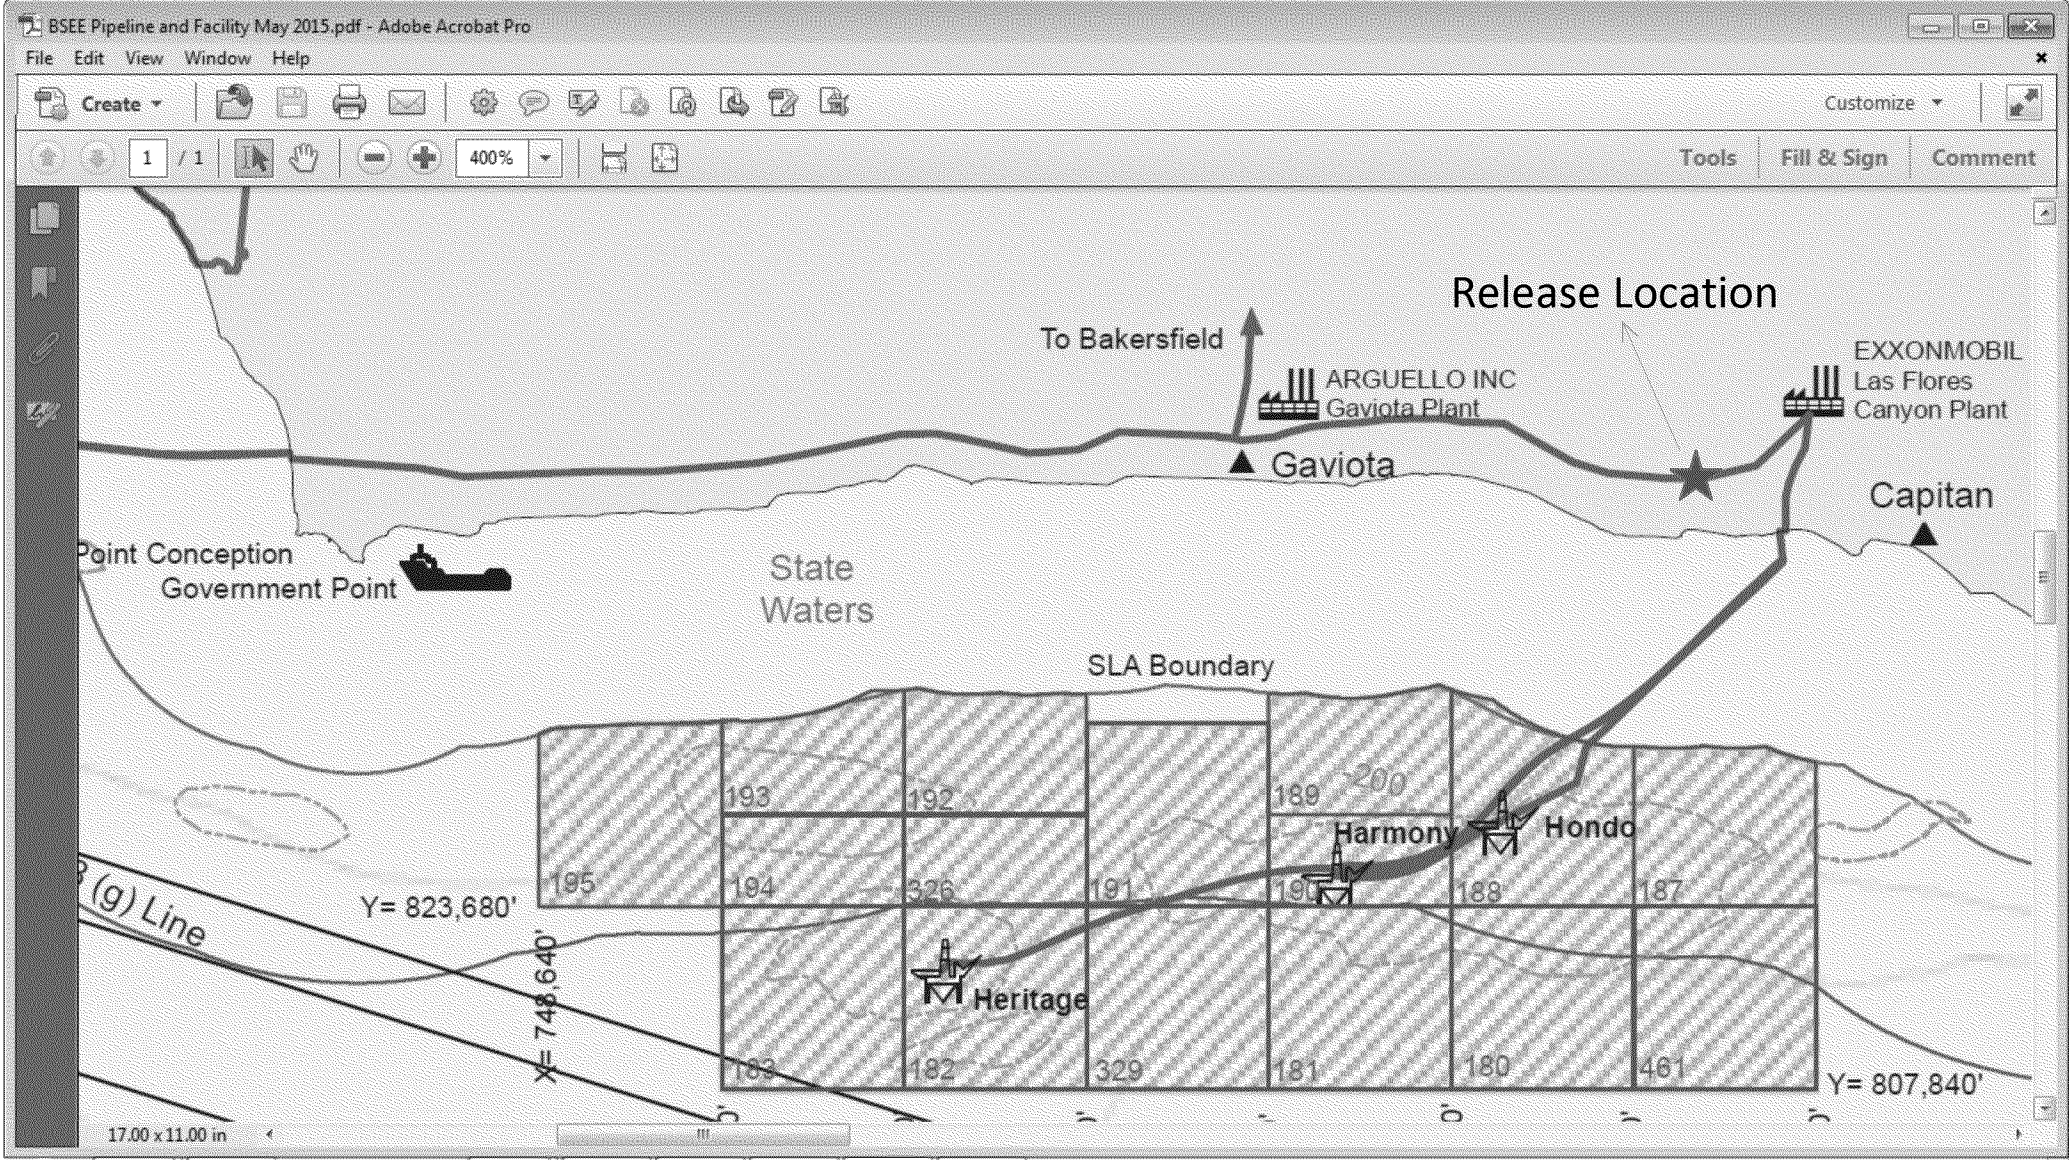 BSEE Pipeline and Facility May 2015.pdf - Adobe Acrobat Pro
File Edit View Window Help
Create
Customize
1 / 1
400%
Tools Fill & Sign Comment
Release Location
To Bakersfield
EXXONMOBIL
Las Flores
Canyon Plant
ARGUELLO INC
Gaviota Plant
Gaviota
Capitan
Point Conception
Government Point
State
Waters
SLA Boundary
193
192
189
-200
Harmony
Hondo
195
194
326
191
190
188
187
(g) Line
Y= 823,680'
X= 748,640'
Heritage
183
182
329
181
180
461
Y= 807,840'
0'
0'
17.00 x 11.00 in